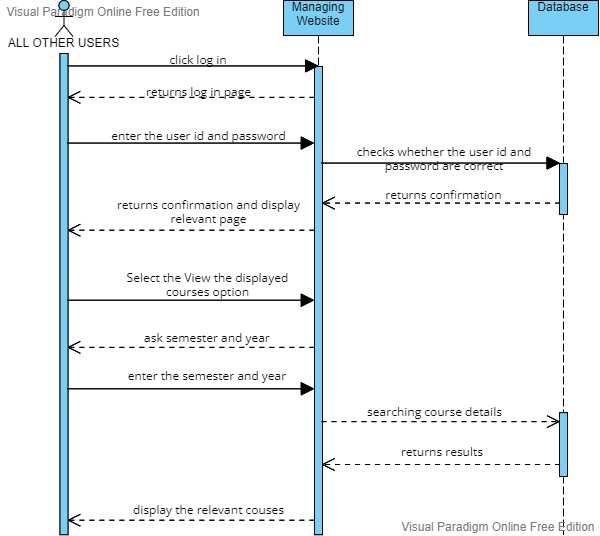 Visual Paradigm Online Free Edition
Managing
Website
Database
ALL OTHER USERS
click log in
returns log in page
enter the user id and password
checks whether the user id and
password are correct
returns confirmation
returns confirmation and display
relevant page
Select the View the displayed
courses option
ask semester and year
enter the semester and year
searching course details
returns results
display the relevant couses
Visual Paradigm Online Free Edition